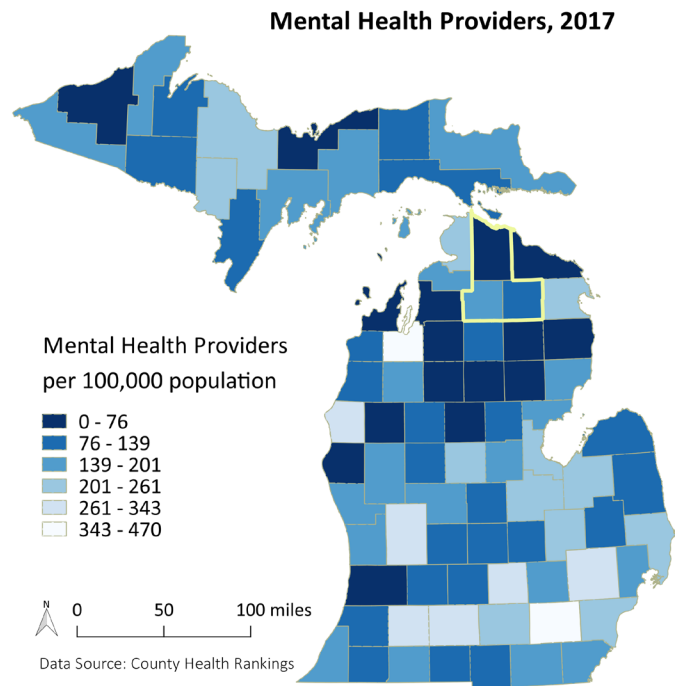 Mental Health Providers, 2017
Mental Health Providers
per 100,000 population
0 - 76
76 - 139
139 - 201
201 - 261
261 - 343
343 - 470
N
0 50 100 miles
Data Source: County Health Rankings